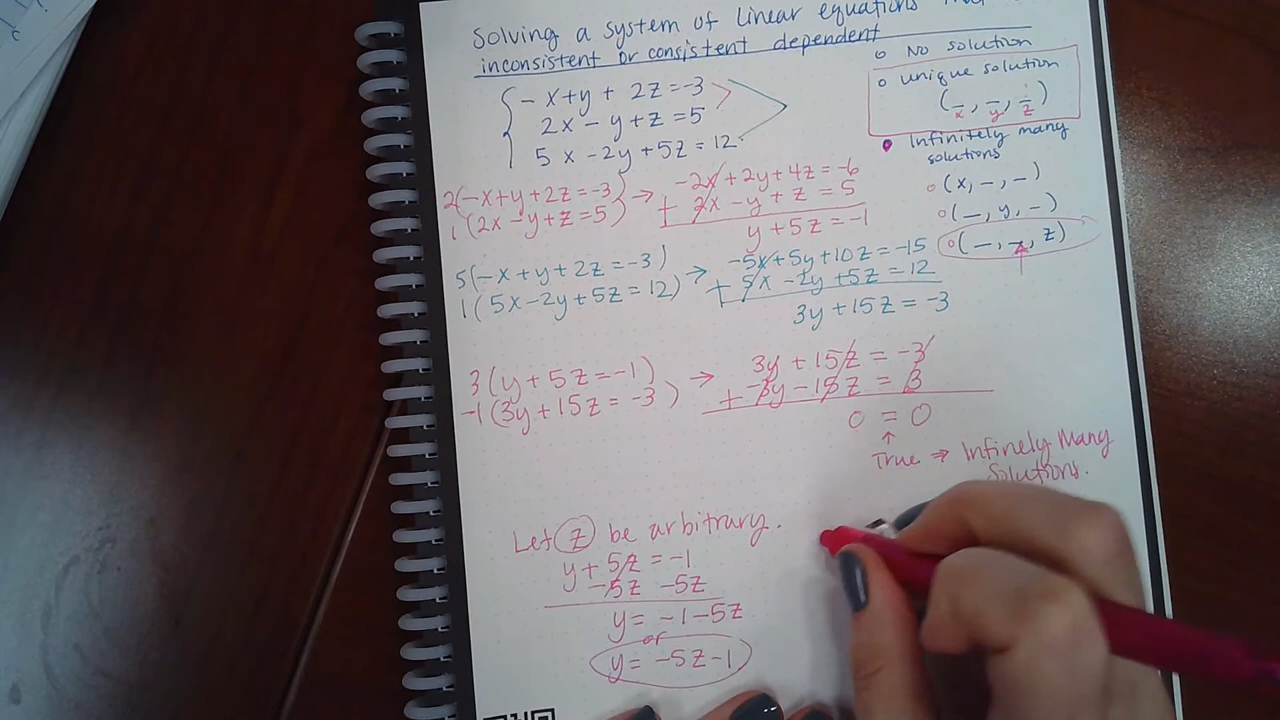 Solving a system of linear equations
inconsistent or consistent dependent
o No solution
o unique solution
(_, _, _)
x y z
Infinitely many
solutions
o (x, _, _)
o (_, y, _)
o (_, _, z)
{ -x+y + 2z = -3
2x - y + z = 5
5x - 2y + 5z = 12
2(-x+y+2z=-3) → -2x + 2y + 4z = -6
1(2x-y+z=5) + 2x - y + z = 5
y + 5z = -1
5(-x+y+2z=-3) → -5x+5y+10z = -15
1(5x-2y+5z=12) + 5x - 2y + 5z = 12
3y + 15z = -3
3(y+5z=-1) → 3y + 15z = -3
-1(3y+15z=-3) + -3y - 15z = 3
0 = 0
↑
True ⇒ Infinely Many
Solutions.
Let z be arbitrary.
y + 5z = -1
-5z -5z
y = -1-5z
or
y = -5z-1